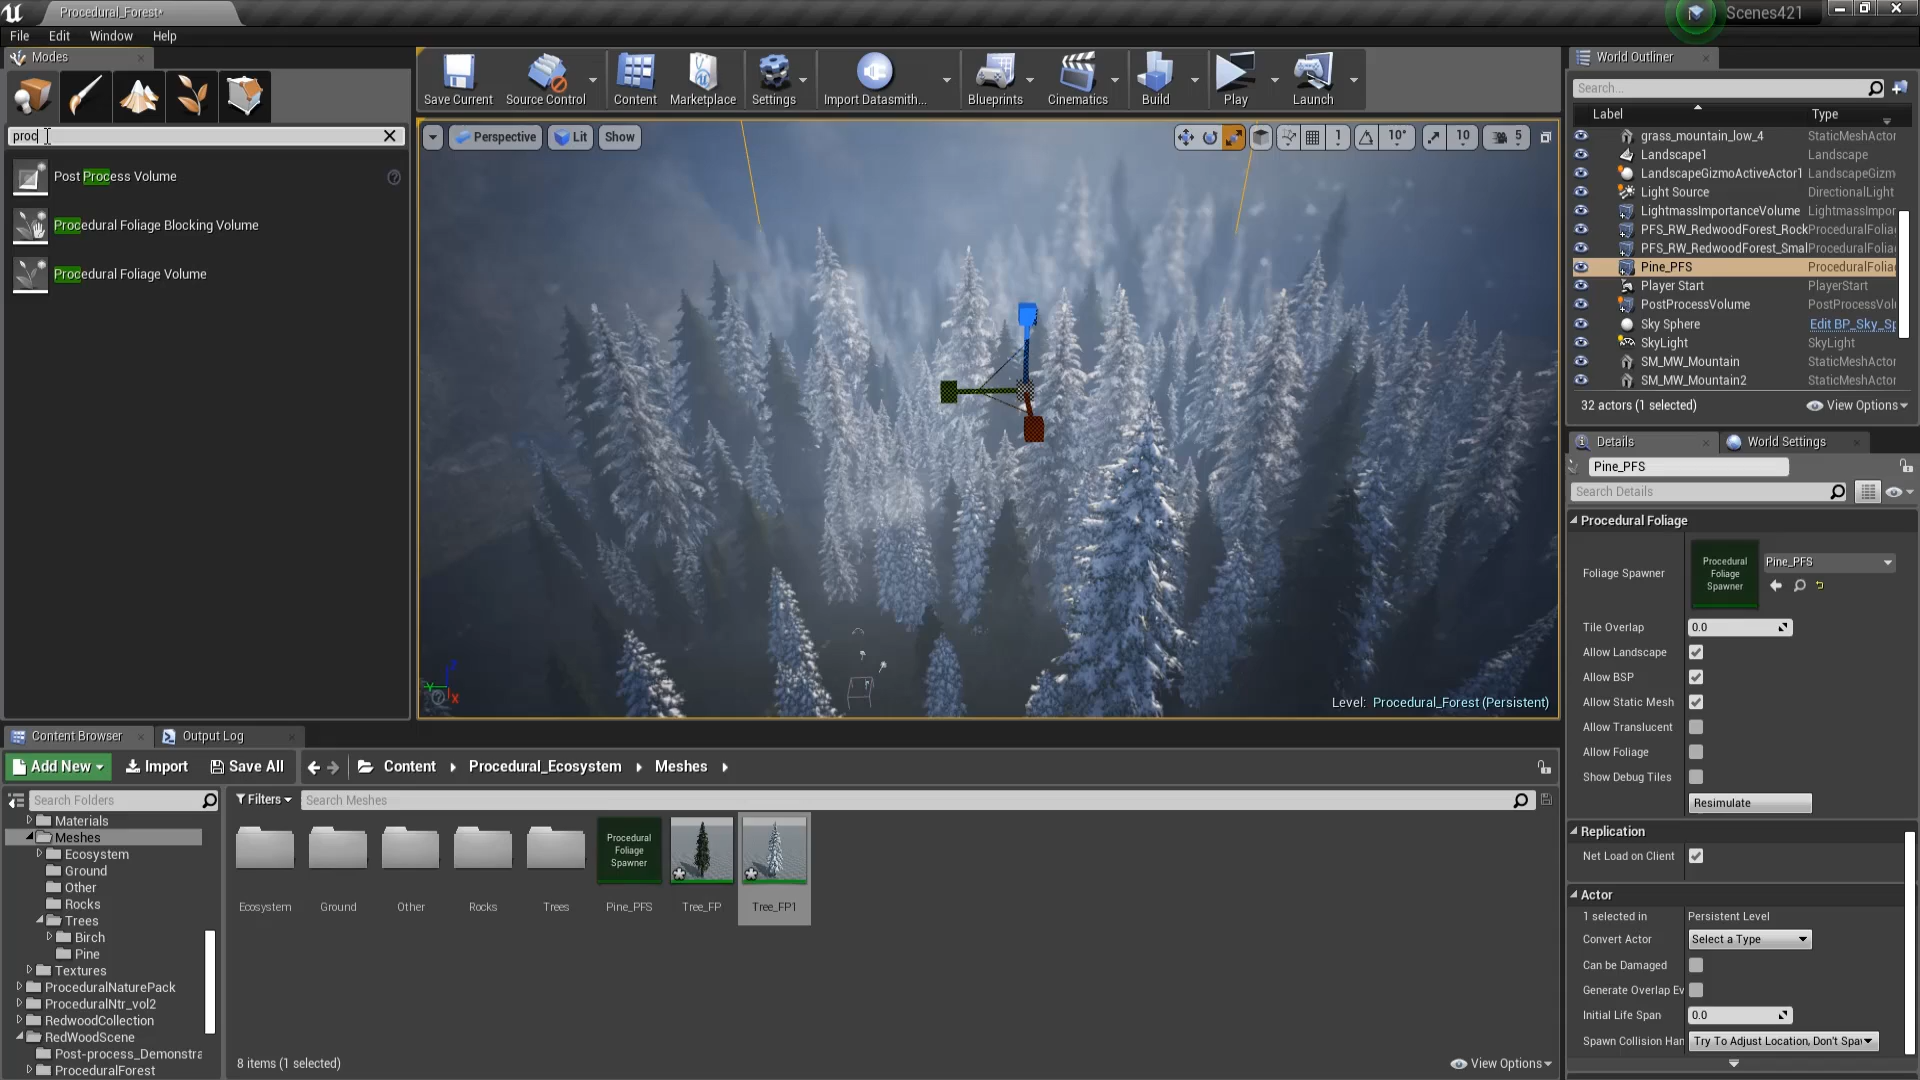 Procedural_Forest*
Scenes421
File Edit Window Help
Modes
proc
Post Process Volume
Procedural Foliage Blocking Volume
Procedural Foliage Volume
Save Current
Source Control
Content
Marketplace
Settings
Import Datasmith...
Blueprints
Cinematics
Build
Play
Launch
Perspective Lit Show
1 10° 10 5
Level: Procedural_Forest (Persistent)
World Outliner
Search...
Label Type
grass_mountain_low_4 StaticMeshActor
Landscape1 Landscape
LandscapeGizmoActiveActor1 LandscapeGizm
Light Source DirectionalLight
LightmassImportanceVolume LightmassImpor
PFS_RW_RedwoodForest_Rock ProceduralFolia
PFS_RW_RedwoodForest_Smal ProceduralFolia
Pine_PFS ProceduralFolia
Player Start PlayerStart
PostProcessVolume PostProcessVol
Sky Sphere Edit BP_Sky_Sp
SkyLight SkyLight
SM_MW_Mountain StaticMeshActor
SM_MW_Mountain2 StaticMeshActor
32 actors (1 selected) View Options
Details World Settings
Pine_PFS
Search Details
Procedural Foliage
Foliage Spawner
Procedural
Foliage
Spawner
Pine_PFS
Tile Overlap 0.0
Allow Landscape
Allow BSP
Allow Static Mesh
Allow Translucent
Allow Foliage
Show Debug Tiles
Resimulate
Replication
Net Load on Client
Actor
1 selected in Persistent Level
Convert Actor Select a Type
Can be Damaged
Generate Overlap Ev
Initial Life Span 0.0
Spawn Collision Han Try To Adjust Location, Don't Spa
Content Browser Output Log
Add New Import Save All Content Procedural_Ecosystem Meshes
Search Folders
Filters Search Meshes
Materials
Meshes
Ecosystem
Ground
Other
Rocks
Trees
Birch
Pine
Textures
ProceduralNaturePack
ProceduralNtr_vol2
RedwoodCollection
RedWoodScene
Post-process_Demonstra
ProceduralForest
Procedural
Foliage
Spawner
Ecosystem Ground Other Rocks Trees Pine_PFS Tree_FP Tree_FP1
8 items (1 selected) View Options